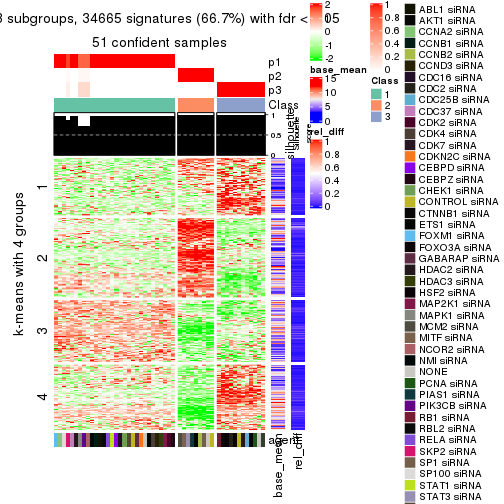 3 subgroups, 34665 signatures (66.7%) with fdr < 0.05
51 confident samples
p1
p2
p3
Class
1
0.5
0
silhouette
k-means with 4 groups
1
2
3
4
agent
base_mean
rel_diff
2
1
0
-1
-2
base_mean
15
10
5
0
rel_diff
1
0.8
0.6
0.4
0.2
0
1
0.8
0.6
0.4
0.2
0
Class
1
2
3
ABL1 siRNA
AKT1 siRNA
CCNA2 siRNA
CCNB1 siRNA
CCNB2 siRNA
CCND3 siRNA
CDC16 siRNA
CDC2 siRNA
CDC25B siRNA
CDC37 siRNA
CDK2 siRNA
CDK4 siRNA
CDK7 siRNA
CDKN2C siRNA
CEBPD siRNA
CEBPZ siRNA
CHEK1 siRNA
CONTROL siRNA
CTNNB1 siRNA
ETS1 siRNA
FOXM1 siRNA
FOXO3A siRNA
GABARAP siRNA
HDAC2 siRNA
HDAC3 siRNA
HSF2 siRNA
MAP2K1 siRNA
MAPK1 siRNA
MCM2 siRNA
MITF siRNA
NCOR2 siRNA
NMI siRNA
NONE
PCNA siRNA
PIAS1 siRNA
PIK3CB siRNA
RB1 siRNA
RBL2 siRNA
RELA siRNA
SKP2 siRNA
SP1 siRNA
SP100 siRNA
STAT1 siRNA
STAT3 siRNA